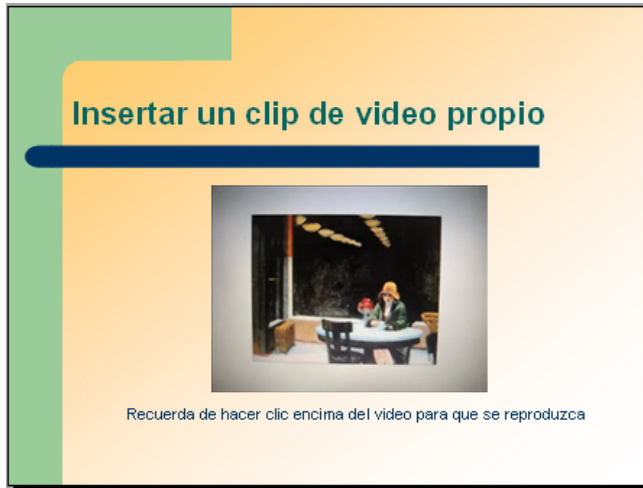 Insertar un clip de video propio
Recuerda de hacer clic encima del video para que se reproduzca